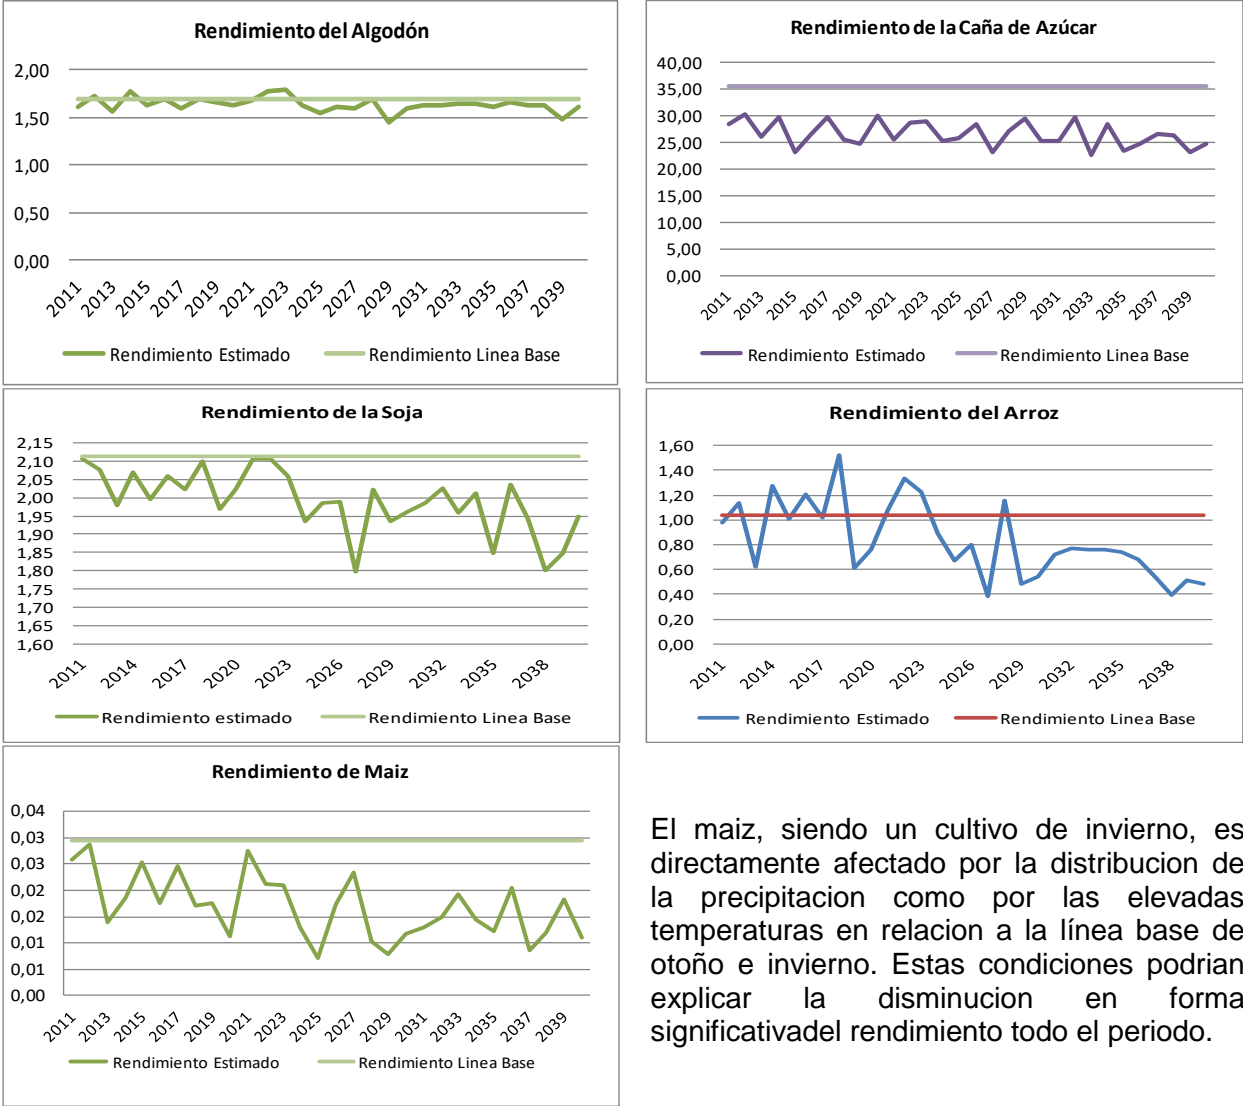 Rendimiento del Algodón
2,00
1,50
1,00
0,50
0,00
2011 2013 2015 2017 2019 2021 2023 2025 2027 2029 2031 2033 2035 2037 2039
Rendimiento Estimado Rendimiento Linea Base
Rendimiento de la Caña de Azúcar
40,00
35,00
30,00
25,00
20,00
15,00
10,00
5,00
0,00
2011 2013 2015 2017 2019 2021 2023 2025 2027 2029 2031 2033 2035 2037 2039
Rendimiento Estimado Rendimiento Linea Base
Rendimiento de la Soja
2,15
2,10
2,05
2,00
1,95
1,90
1,85
1,80
1,75
1,70
1,65
1,60
2011 2014 2017 2020 2023 2026 2029 2032 2035 2038
Rendimiento estimado Rendimiento Linea Base
Rendimiento del Arroz
1,60
1,40
1,20
1,00
0,80
0,60
0,40
0,20
0,00
2011 2014 2017 2020 2023 2026 2029 2032 2035 2038
Rendimiento Estimado Rendimiento Linea Base
Rendimiento de Maiz
0,04
0,03
0,03
0,02
0,02
0,01
0,01
0,00
2011 2013 2015 2017 2019 2021 2023 2025 2027 2029 2031 2033 2035 2037 2039
Rendimiento Estimado Rendimiento Linea Base
El maiz, siendo un cultivo de invierno, es
directamente afectado por la distribucion de
la precipitacion como por las elevadas
temperaturas en relacion a la línea base de
otoño e invierno. Estas condiciones podrian
explicar la disminucion en forma
significativadel rendimiento todo el periodo.